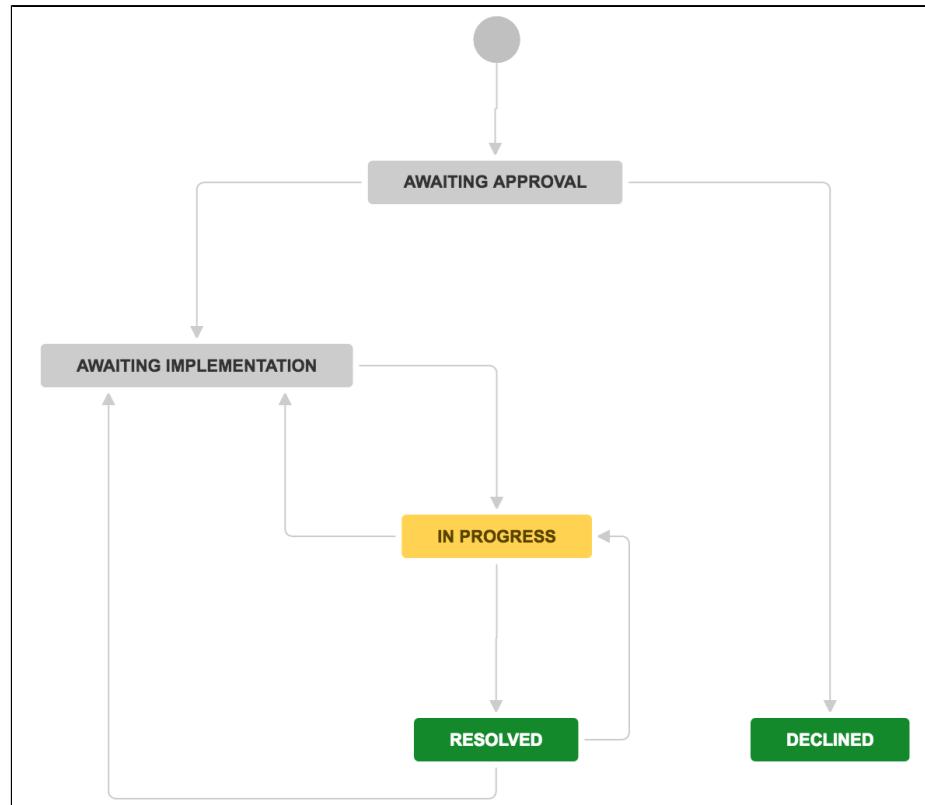 AWAITING APPROVAL
AWAITING IMPLEMENTATION
IN PROGRESS
RESOLVED
DECLINED